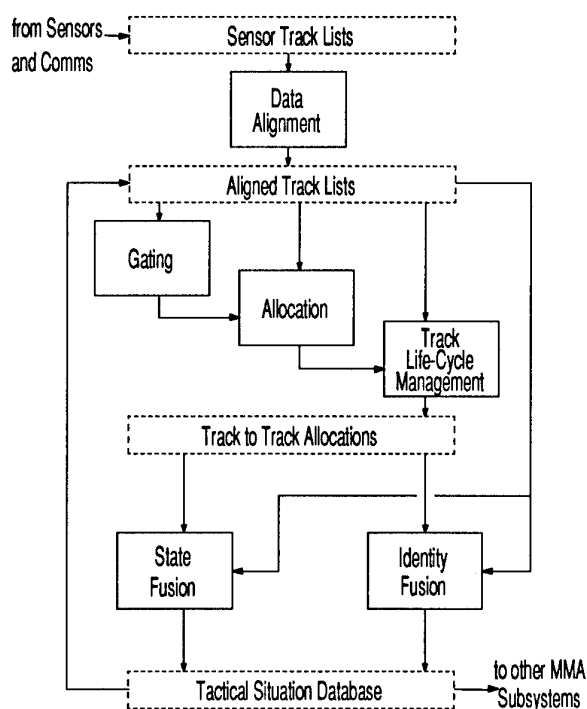 from Sensors
and Comms
Sensor Track Lists
Data
Alignment
Aligned Track Lists
Gating
Allocation
Track
Life-Cycle
Management
Track to Track Allocations
State
Fusion
Identity
Fusion
Tactical Situation Database
to other MMA
Subsystems